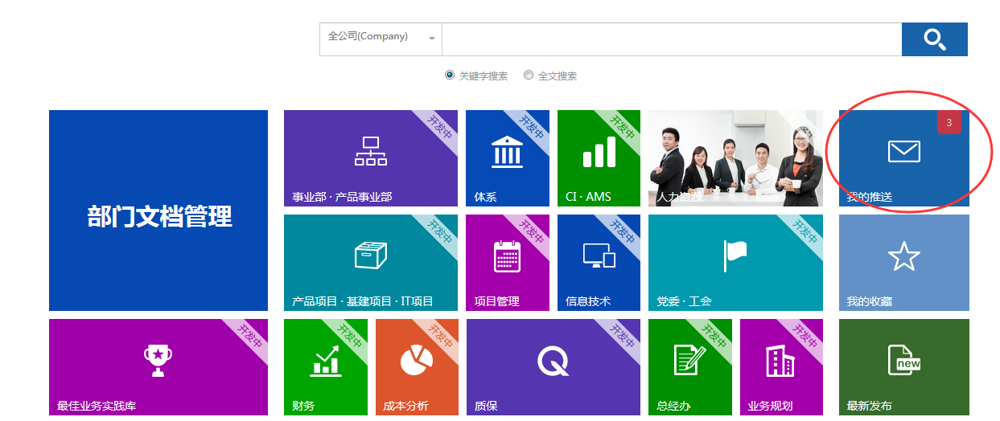 全公司(Company)
关键字搜索 全文搜索
部门文档管理
开发中
事业部 · 产品事业部
开发中
体系
开发中
CI · AMS
人力资源
3
我的推送
开发中
产品项目 · 基建项目 · IT项目
开发中
项目管理
开发中
信息技术
开发中
党委 · 工会
我的收藏
开发中
最佳业务实践库
开发中
财务
开发中
成本分析
开发中
质保
开发中
总经办
开发中
业务规划
new
最新发布